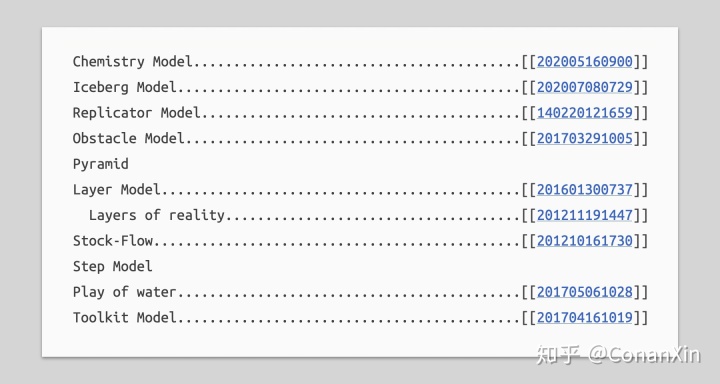 Chemistry Model........................................[[202005160900]]
Iceberg Model..........................................[[202007080729]]
Replicator Model.......................................[[140220121659]]
Obstacle Model.........................................[[201703291005]]
Pyramid
Layer Model............................................[[201601300737]]
  Layers of reality....................................[[201211191447]]
Stock-Flow.............................................[[201210161730]]
Step Model
Play of water..........................................[[201705061028]]
Toolkit Model..........................................[[201704161019]]
知乎 @ConanXin